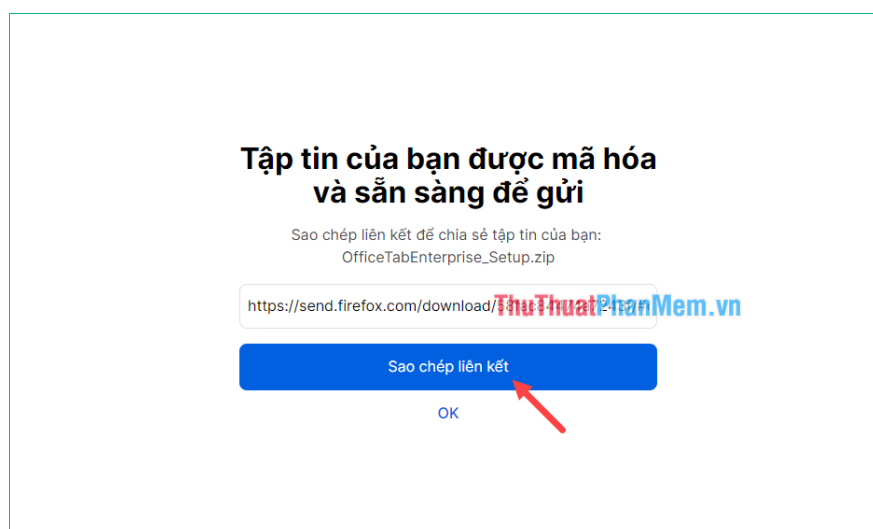 Tập tin của bạn được mã hóa
và sẵn sàng để gửi
Sao chép liên kết để chia sẻ tập tin của bạn:
OfficeTabEnterprise_Setup.zip
https://send.firefox.com/download/
ThuThuatPhanMem.vn
Sao chép liên kết
OK